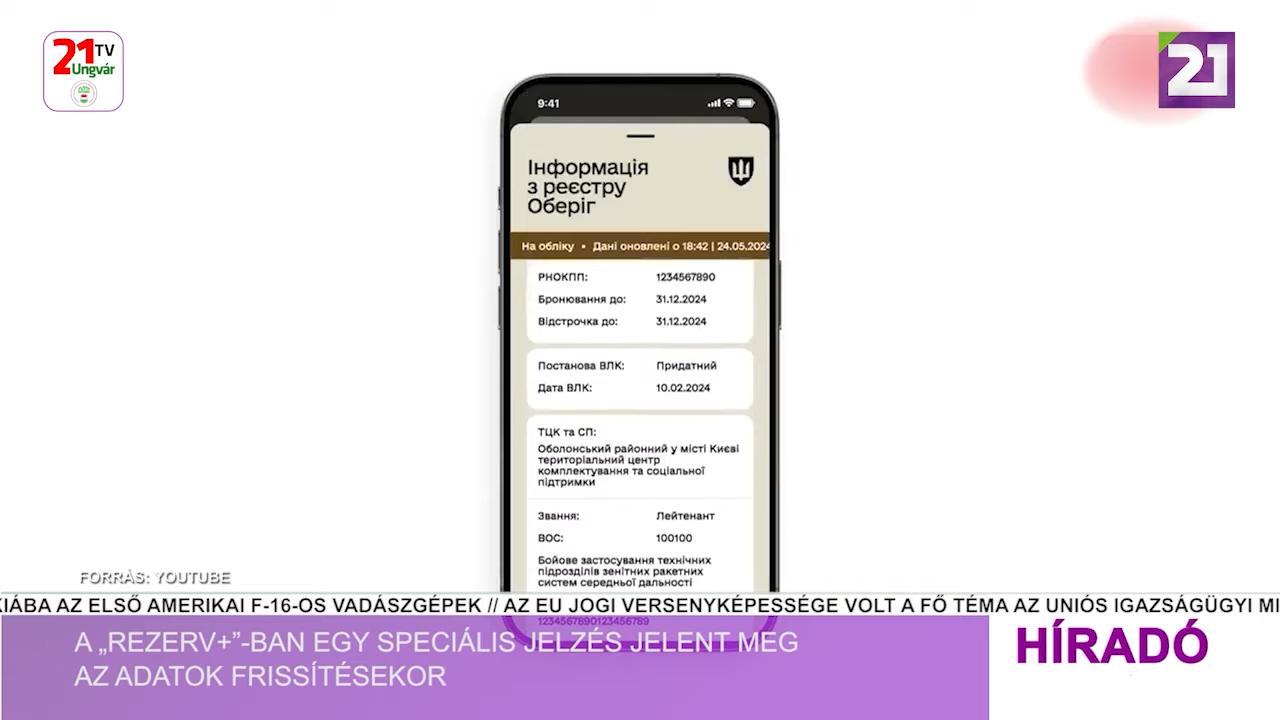 21 TV
Ungvár
21
9:41
Інформація
з реєстру
Оберіг
На обліку • Дані оновлені о 18:42 | 24.05.2024
РНОКПП: 1234567890
Бронювання до: 31.12.2024
Відстрочка до: 31.12.2024
Постанова ВЛК: Придатний
Дата ВЛК: 10.02.2024
ТЦК та СП:
Оболонський районний у місті Києві
територіальний центр
комплектування та соціальної
підтримки
Звання: Лейтенант
ВОС: 100100
Бойове застосування технічних
підрозділів зенітних ракетних
систем середньої дальності
1234567890123456789
FORRÁS: YOUTUBE
KIÁBA AZ ELSŐ AMERIKAI F-16-OS VADÁSZGÉPEK // AZ EU JOGI VERSENYKÉPESSÉGE VOLT A FŐ TÉMA AZ UNIÓS IGAZSÁGÜGYI MI
A „REZERV+”-BAN EGY SPECIÁLIS JELZÉS JELENT MEG
AZ ADATOK FRISSÍTÉSEKOR
HÍRADÓ